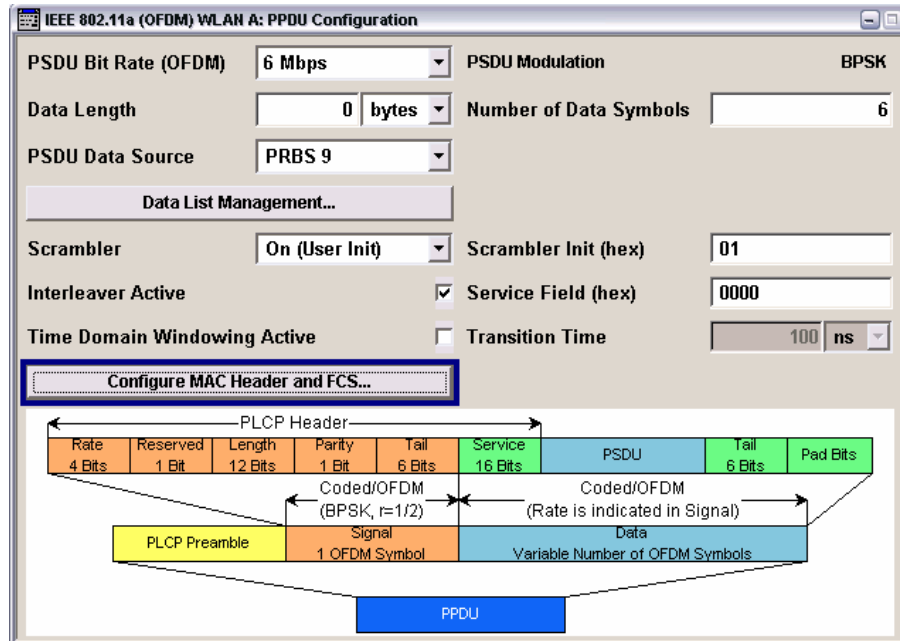 IEEE 802.11a (OFDM) WLAN A: PPDU Configuration
PSDU Bit Rate (OFDM) 6 Mbps PSDU Modulation BPSK
Data Length 0 bytes Number of Data Symbols 6
PSDU Data Source PRBS 9
Data List Management...
Scrambler On (User Init) Scrambler Init (hex) 01
Interleaver Active Service Field (hex) 0000
Time Domain Windowing Active Transition Time 100 ns
Configure MAC Header and FCS...
PLCP Header
Rate Reserved Length Parity Tail Service PSDU Tail Pad Bits
4 Bits 1 Bit 12 Bits 1 Bit 6 Bits 16 Bits 6 Bits
Coded/OFDM Coded/OFDM
(BPSK, r=1/2) (Rate is indicated in Signal)
PLCP Preamble Signal Data
1 OFDM Symbol Variable Number of OFDM Symbols
PPDU